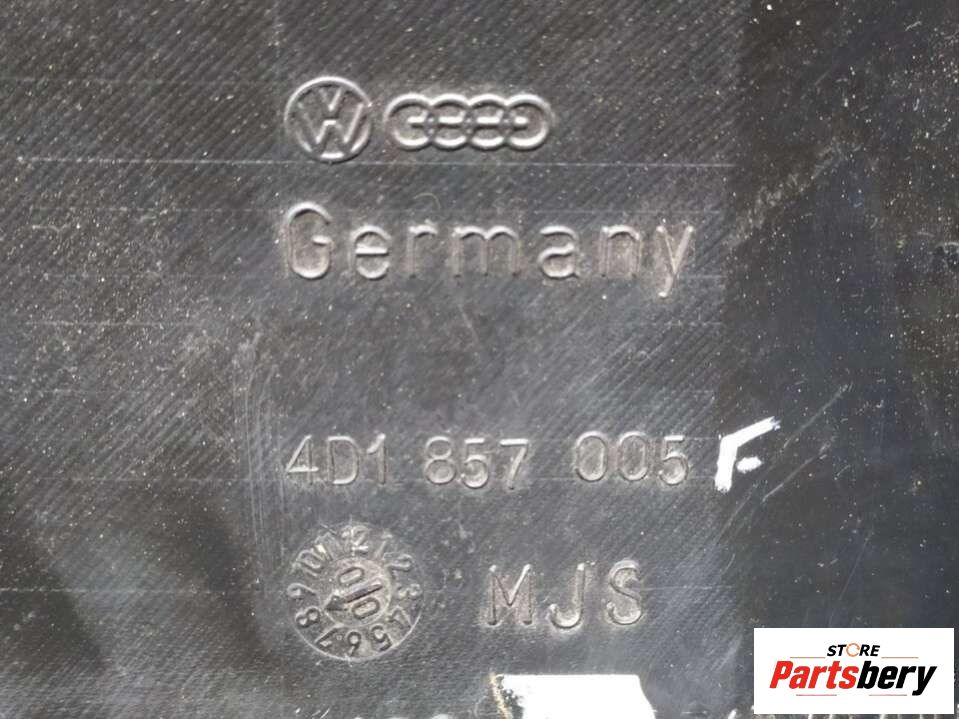 Germany
4D1 857 005 F.
MJS
STORE
Partsbery